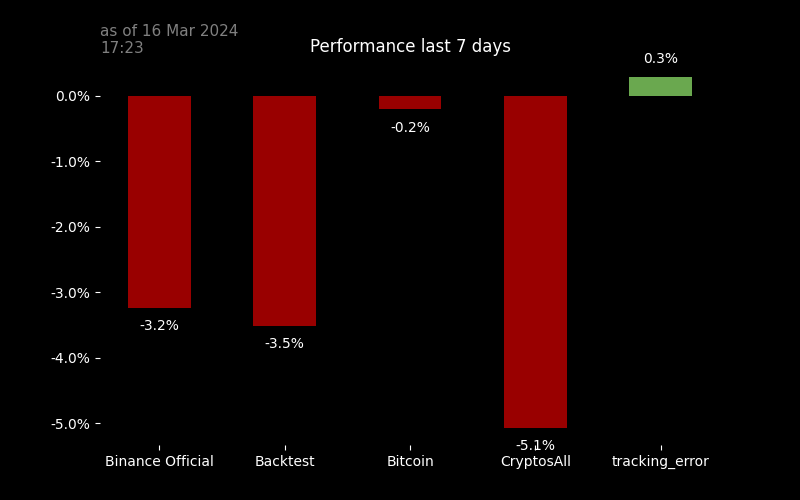 as of 16 Mar 2024
17:23
Performance last 7 days
0.3%
0.0%
-0.2%
-1.0%
-2.0%
-3.0%
-3.2%
-3.5%
-4.0%
-5.0%
-5.1%
Binance Official
Backtest
Bitcoin
CryptosAll
tracking_error